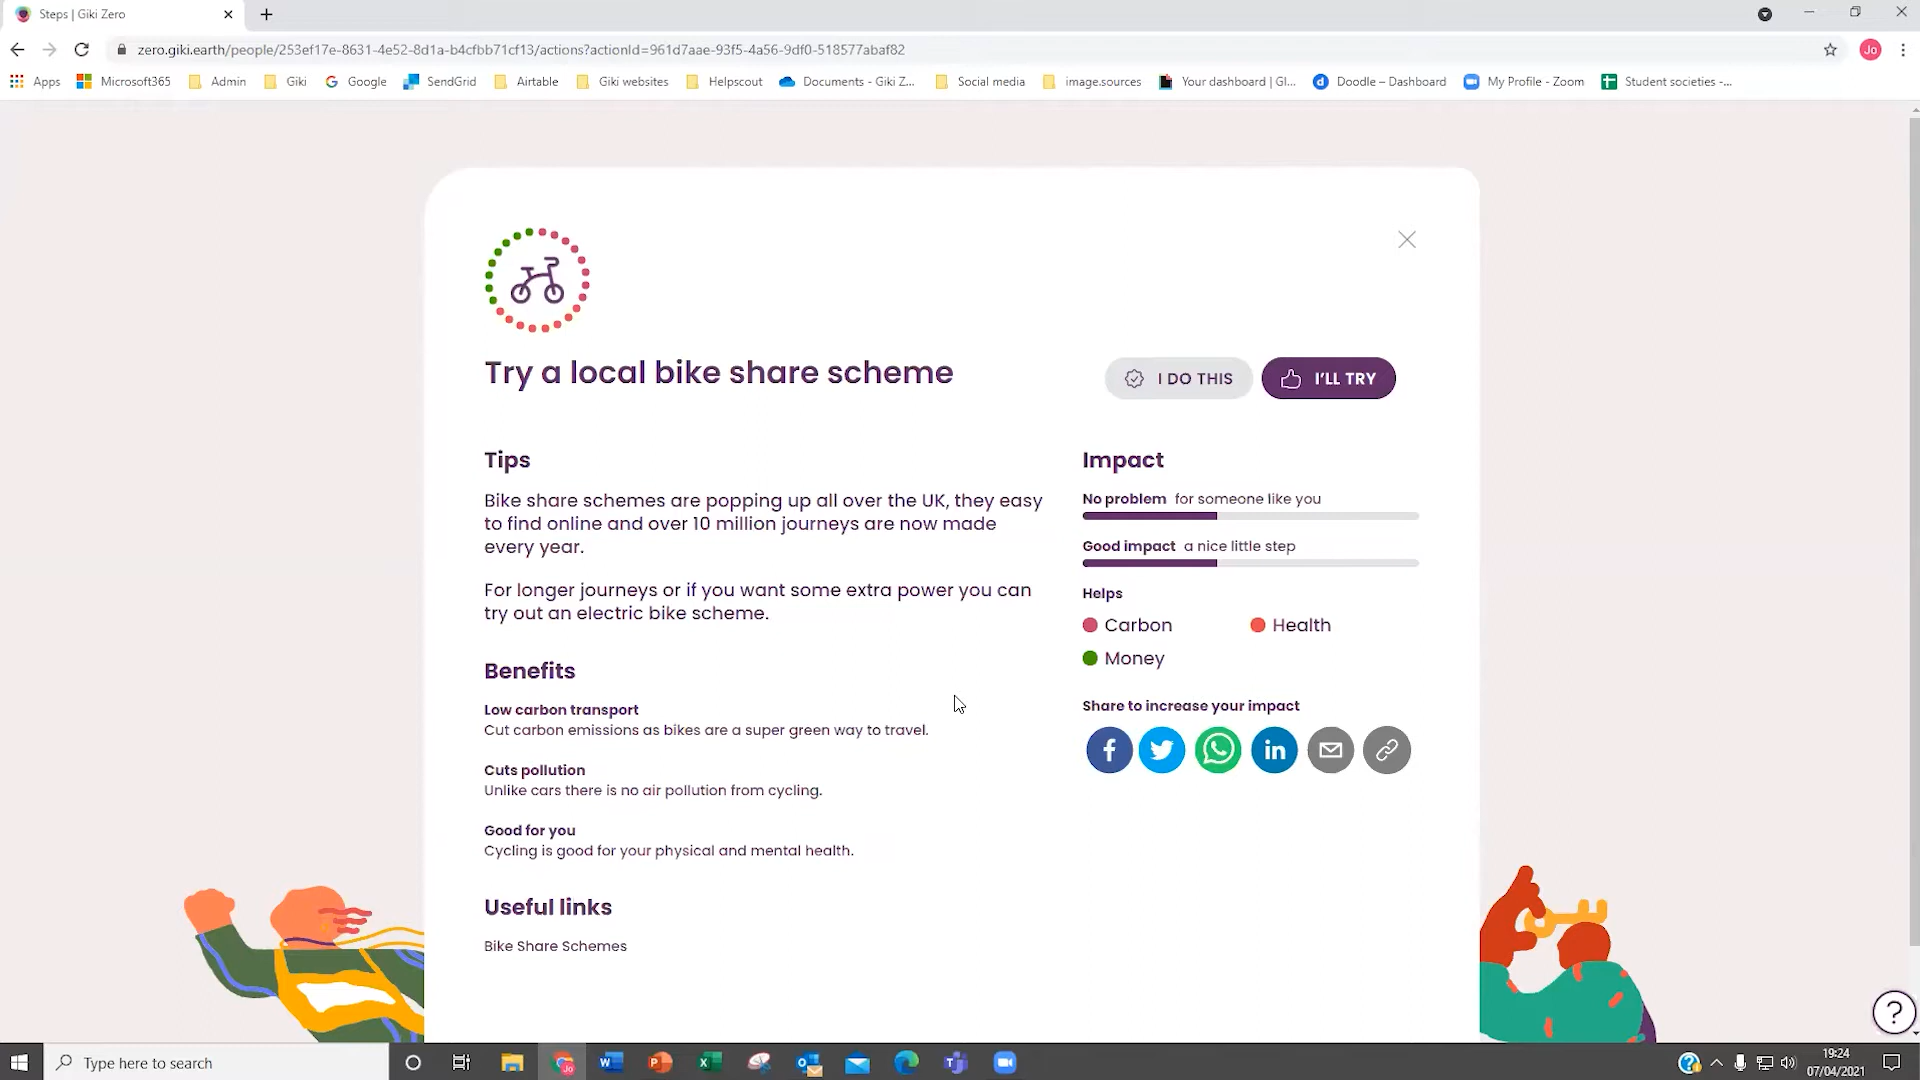 Steps | Giki Zero
zero.giki.earth/people/253ef17e-8631-4e52-8d1a-b4cfbb71cf13/actions?actionId=961d7aae-93f5-4a56-9df0-518577abaf82
Jo
Apps Microsoft365 Admin Giki Google SendGrid Airtable Giki websites Helpscout Documents - Giki Z... Social media image.sources Your dashboard | Gl... Doodle – Dashboard My Profile - Zoom Student societies -...
Try a local bike share scheme
I DO THIS
I'LL TRY
Tips
Bike share schemes are popping up all over the UK, they easy
to find online and over 10 million journeys are now made
every year.
For longer journeys or if you want some extra power you can
try out an electric bike scheme.
Benefits
Low carbon transport
Cut carbon emissions as bikes are a super green way to travel.
Cuts pollution
Unlike cars there is no air pollution from cycling.
Good for you
Cycling is good for your physical and mental health.
Useful links
Bike Share Schemes
Impact
No problem for someone like you
Good impact a nice little step
Helps
Carbon Health
Money
Share to increase your impact
?
Type here to search
19:24
07/04/2021